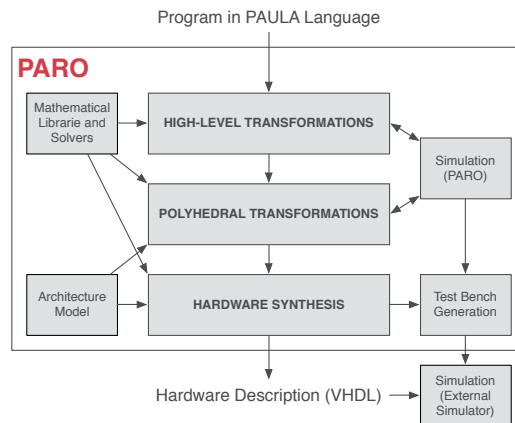 Program in PAULA Language
PARO
Mathematical
Librarie and
Solvers
HIGH-LEVEL TRANSFORMATIONS
Simulation
(PARO)
POLYHEDRAL TRANSFORMATIONS
Architecture
Model
HARDWARE SYNTHESIS
Test Bench
Generation
Hardware Description (VHDL)
Simulation
(External
Simulator)